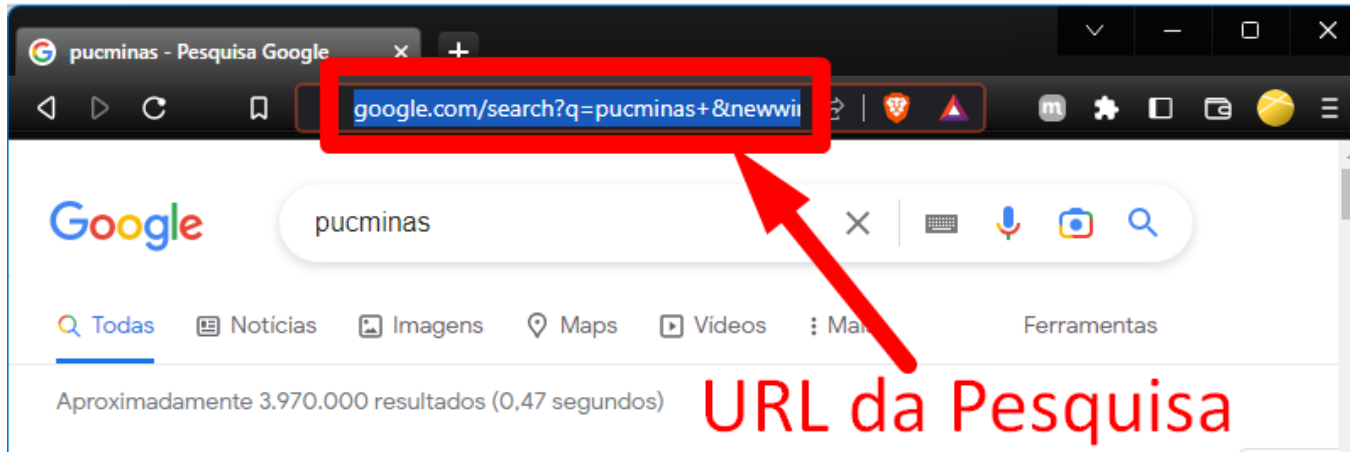 pucminas - Pesquisa Google
google.com/search?q=pucminas+&newwi
Google
pucminas
Todas Notícias Imagens Maps Vídeos Ferramentas
Aproximadamente 3.970.000 resultados (0,47 segundos)
URL da Pesquisa